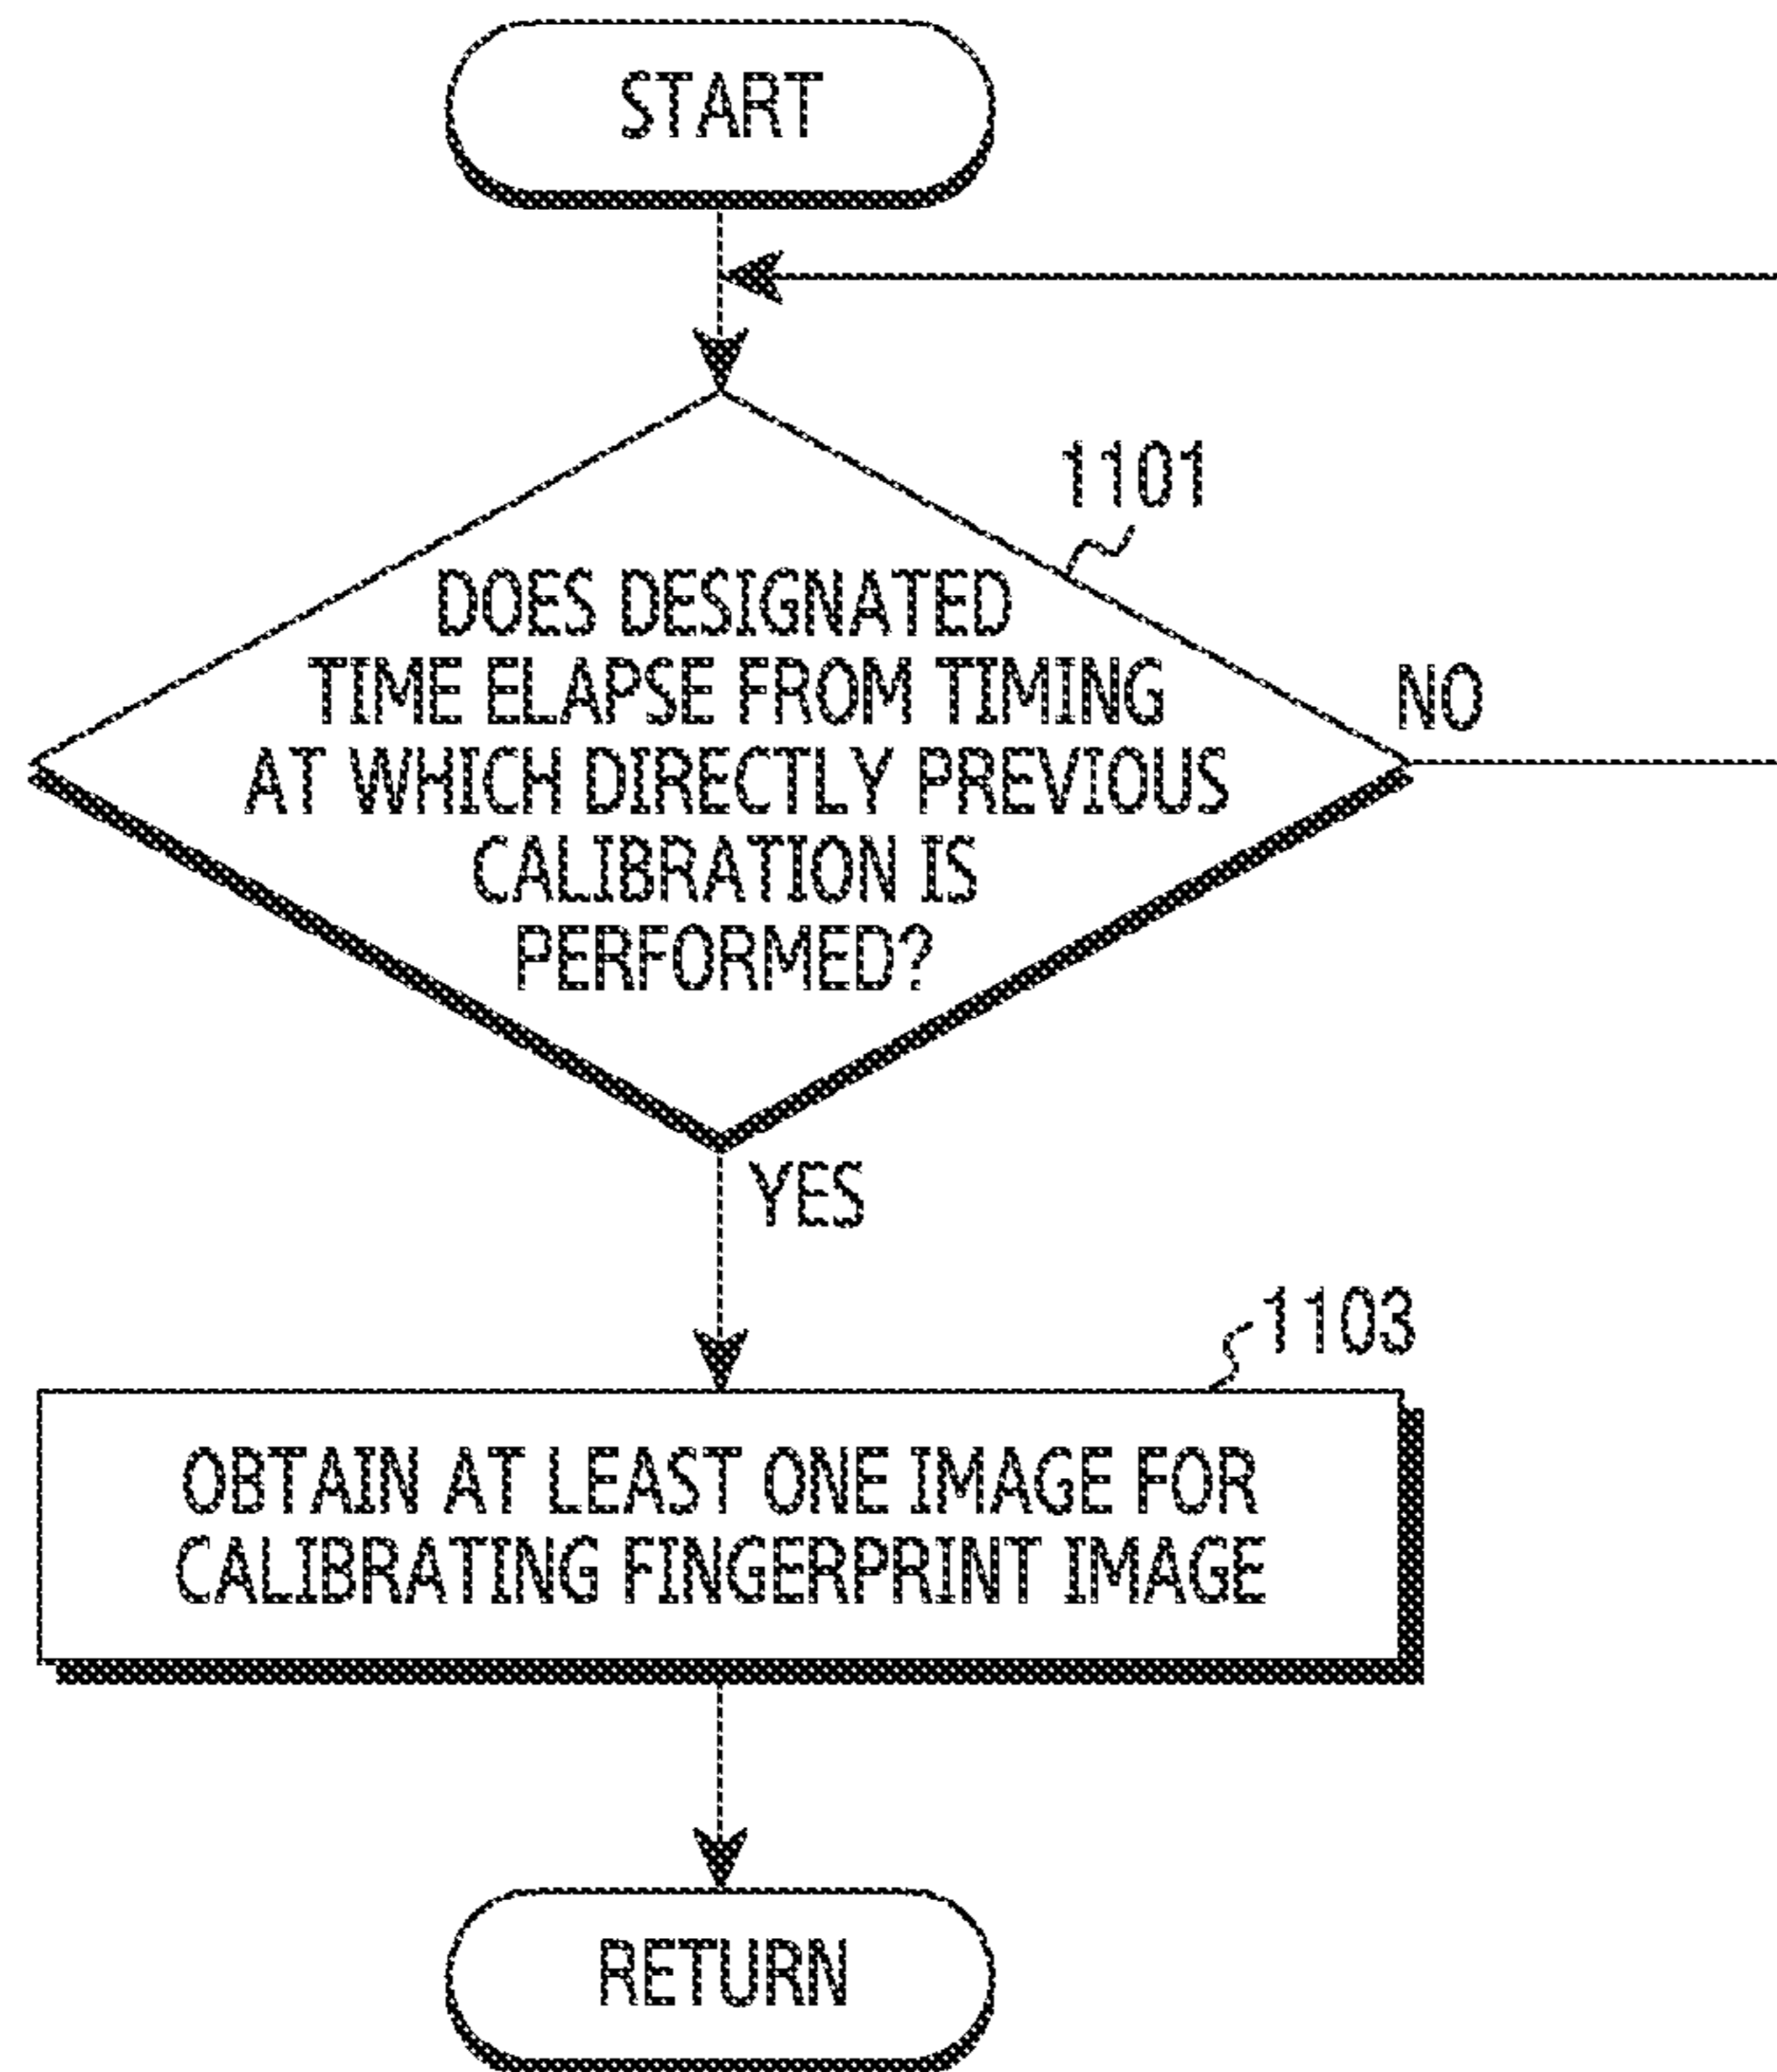 START
1101
DOES DESIGNATED
TIME ELAPSE FROM TIMING
AT WHICH DIRECTLY PREVIOUS
CALIBRATION IS
PERFORMED?
NO
YES
1103
OBTAIN AT LEAST ONE IMAGE FOR
CALIBRATING FINGERPRINT IMAGE
RETURN